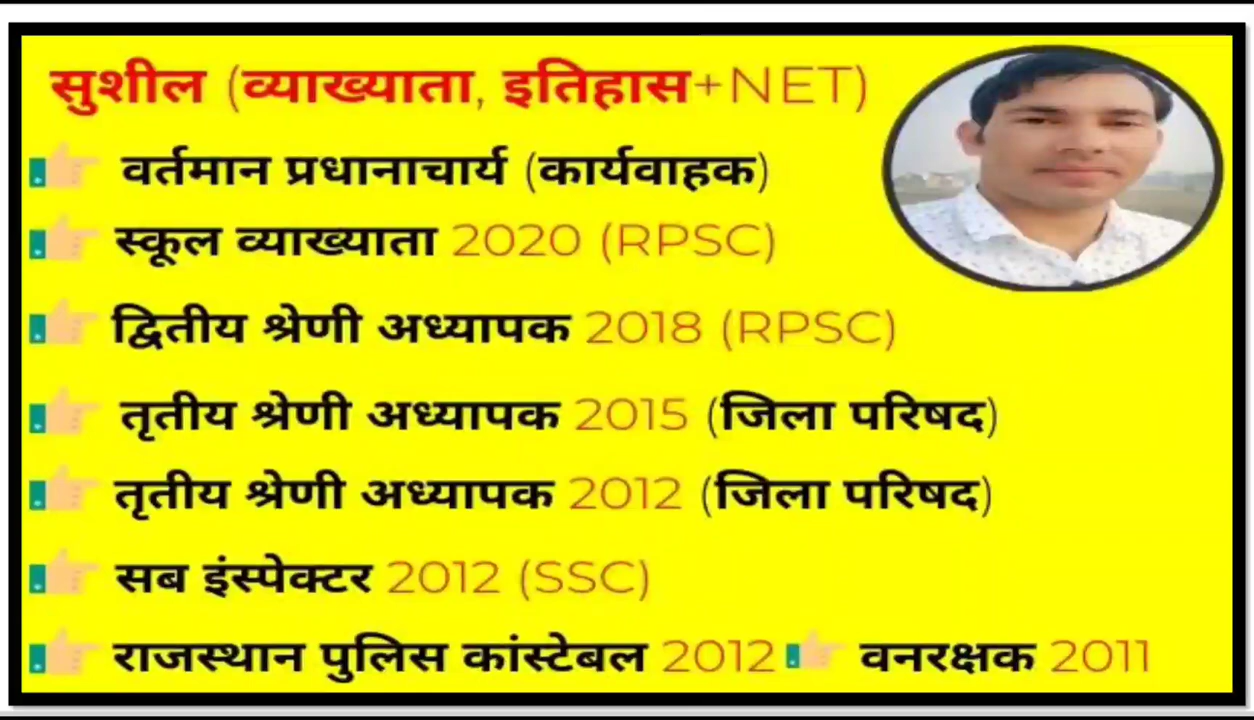 सुशील (व्याख्याता, इतिहास+NET)
वर्तमान प्रधानाचार्य (कार्यवाहक)
स्कूल व्याख्याता 2020 (RPSC)
द्वितीय श्रेणी अध्यापक 2018 (RPSC)
तृतीय श्रेणी अध्यापक 2015 (जिला परिषद)
तृतीय श्रेणी अध्यापक 2012 (जिला परिषद)
सब इंस्पेक्टर 2012 (SSC)
राजस्थान पुलिस कांस्टेबल 2012 वनरक्षक 2011